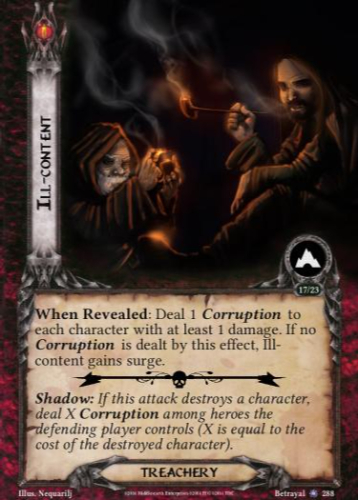 ILL-CONTENT
17/23
When Revealed: Deal 1 Corruption to
each character with at least 1 damage. If no
Corruption is dealt by this effect, Ill-
content gains surge.
Shadow: If this attack destroys a character,
deal X Corruption among heroes the
defending player controls (X is equal to the
cost of the destroyed character).
TREACHERY
Illus. Nequarilj
Betrayal 288